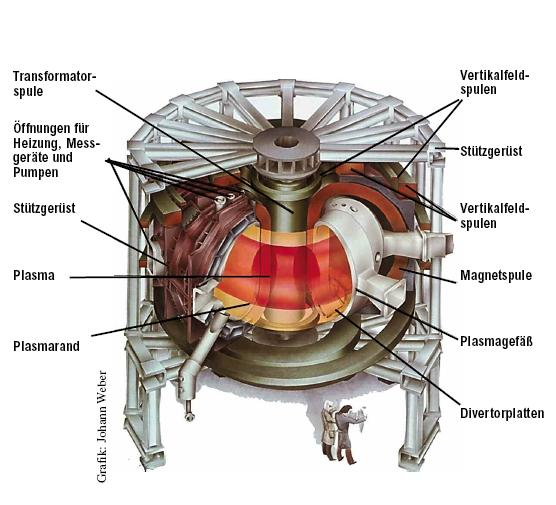 Transformator-
spule
Öffnungen für
Heizung, Mess-
geräte und
Pumpen
Stützgerüst
Plasma
Plasmarand
Grafik: Johann Weber
Vertikalfeld-
spulen
Stützgerüst
Vertikalfeld-
spulen
Magnetspule
Plasmagefäß
Divertorplatten